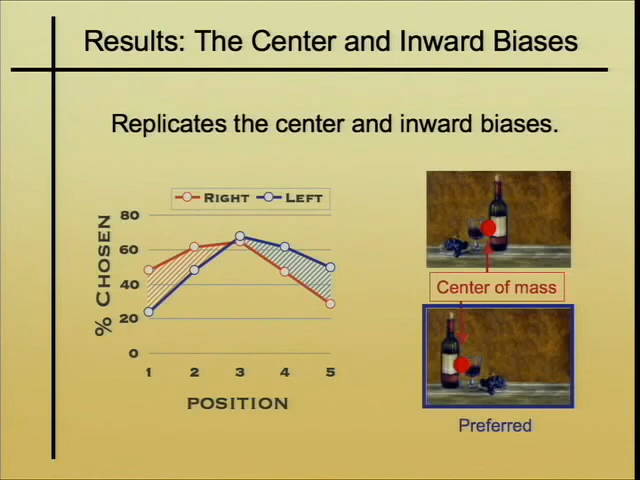 Results: The Center and Inward Biases
Replicates the center and inward biases.
RIGHT LEFT
% CHOSEN
80
60
40
20
0
1 2 3 4 5
POSITION
Center of mass
Preferred